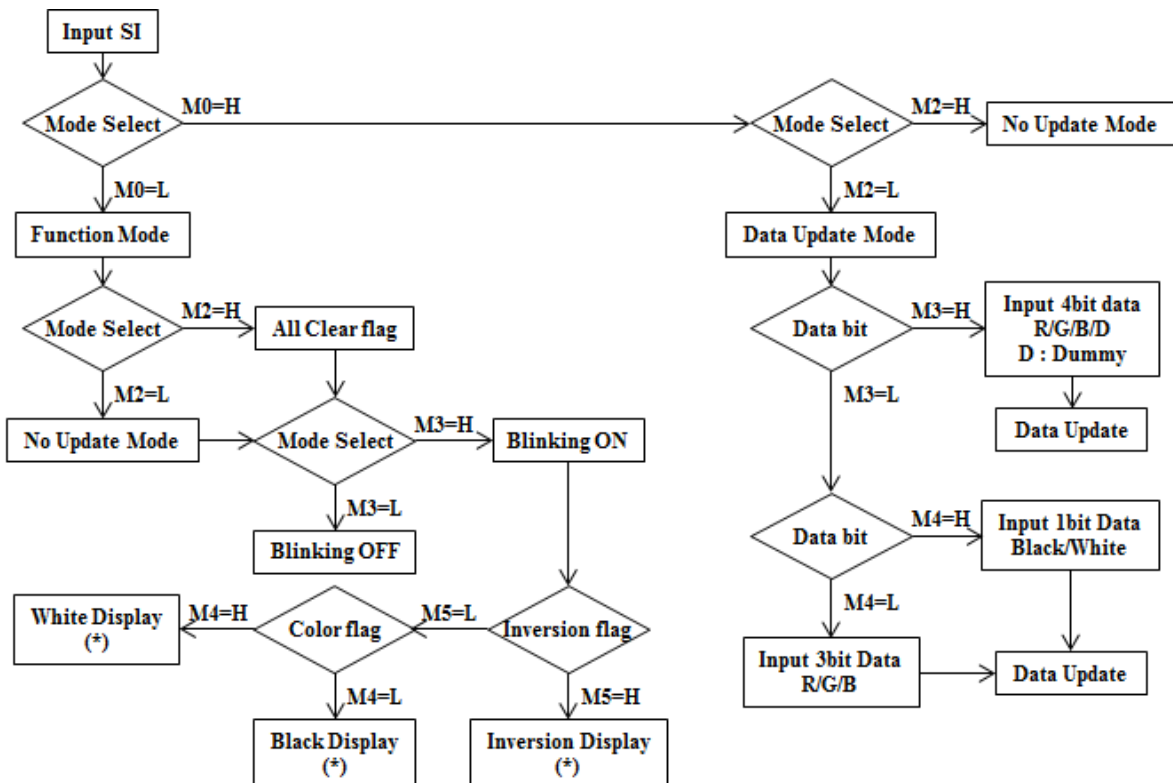 Input SI
Mode Select
M0=H
Mode Select
M2=H
No Update Mode
M0=L
M2=L
Function Mode
Data Update Mode
Mode Select
M2=H
All Clear flag
Data bit
M3=H
Input 4bit data
R/G/B/D
D : Dummy
M2=L
M3=L
No Update Mode
Mode Select
M3=H
Blinking ON
Data Update
M3=L
Blinking OFF
Data bit
M4=H
Input 1bit Data
Black/White
M4=L
White Display
(*)
M4=H
Color flag
M5=L
Inversion flag
Input 3bit Data
R/G/B
Data Update
M4=L
M5=H
Black Display
(*)
Inversion Display
(*)